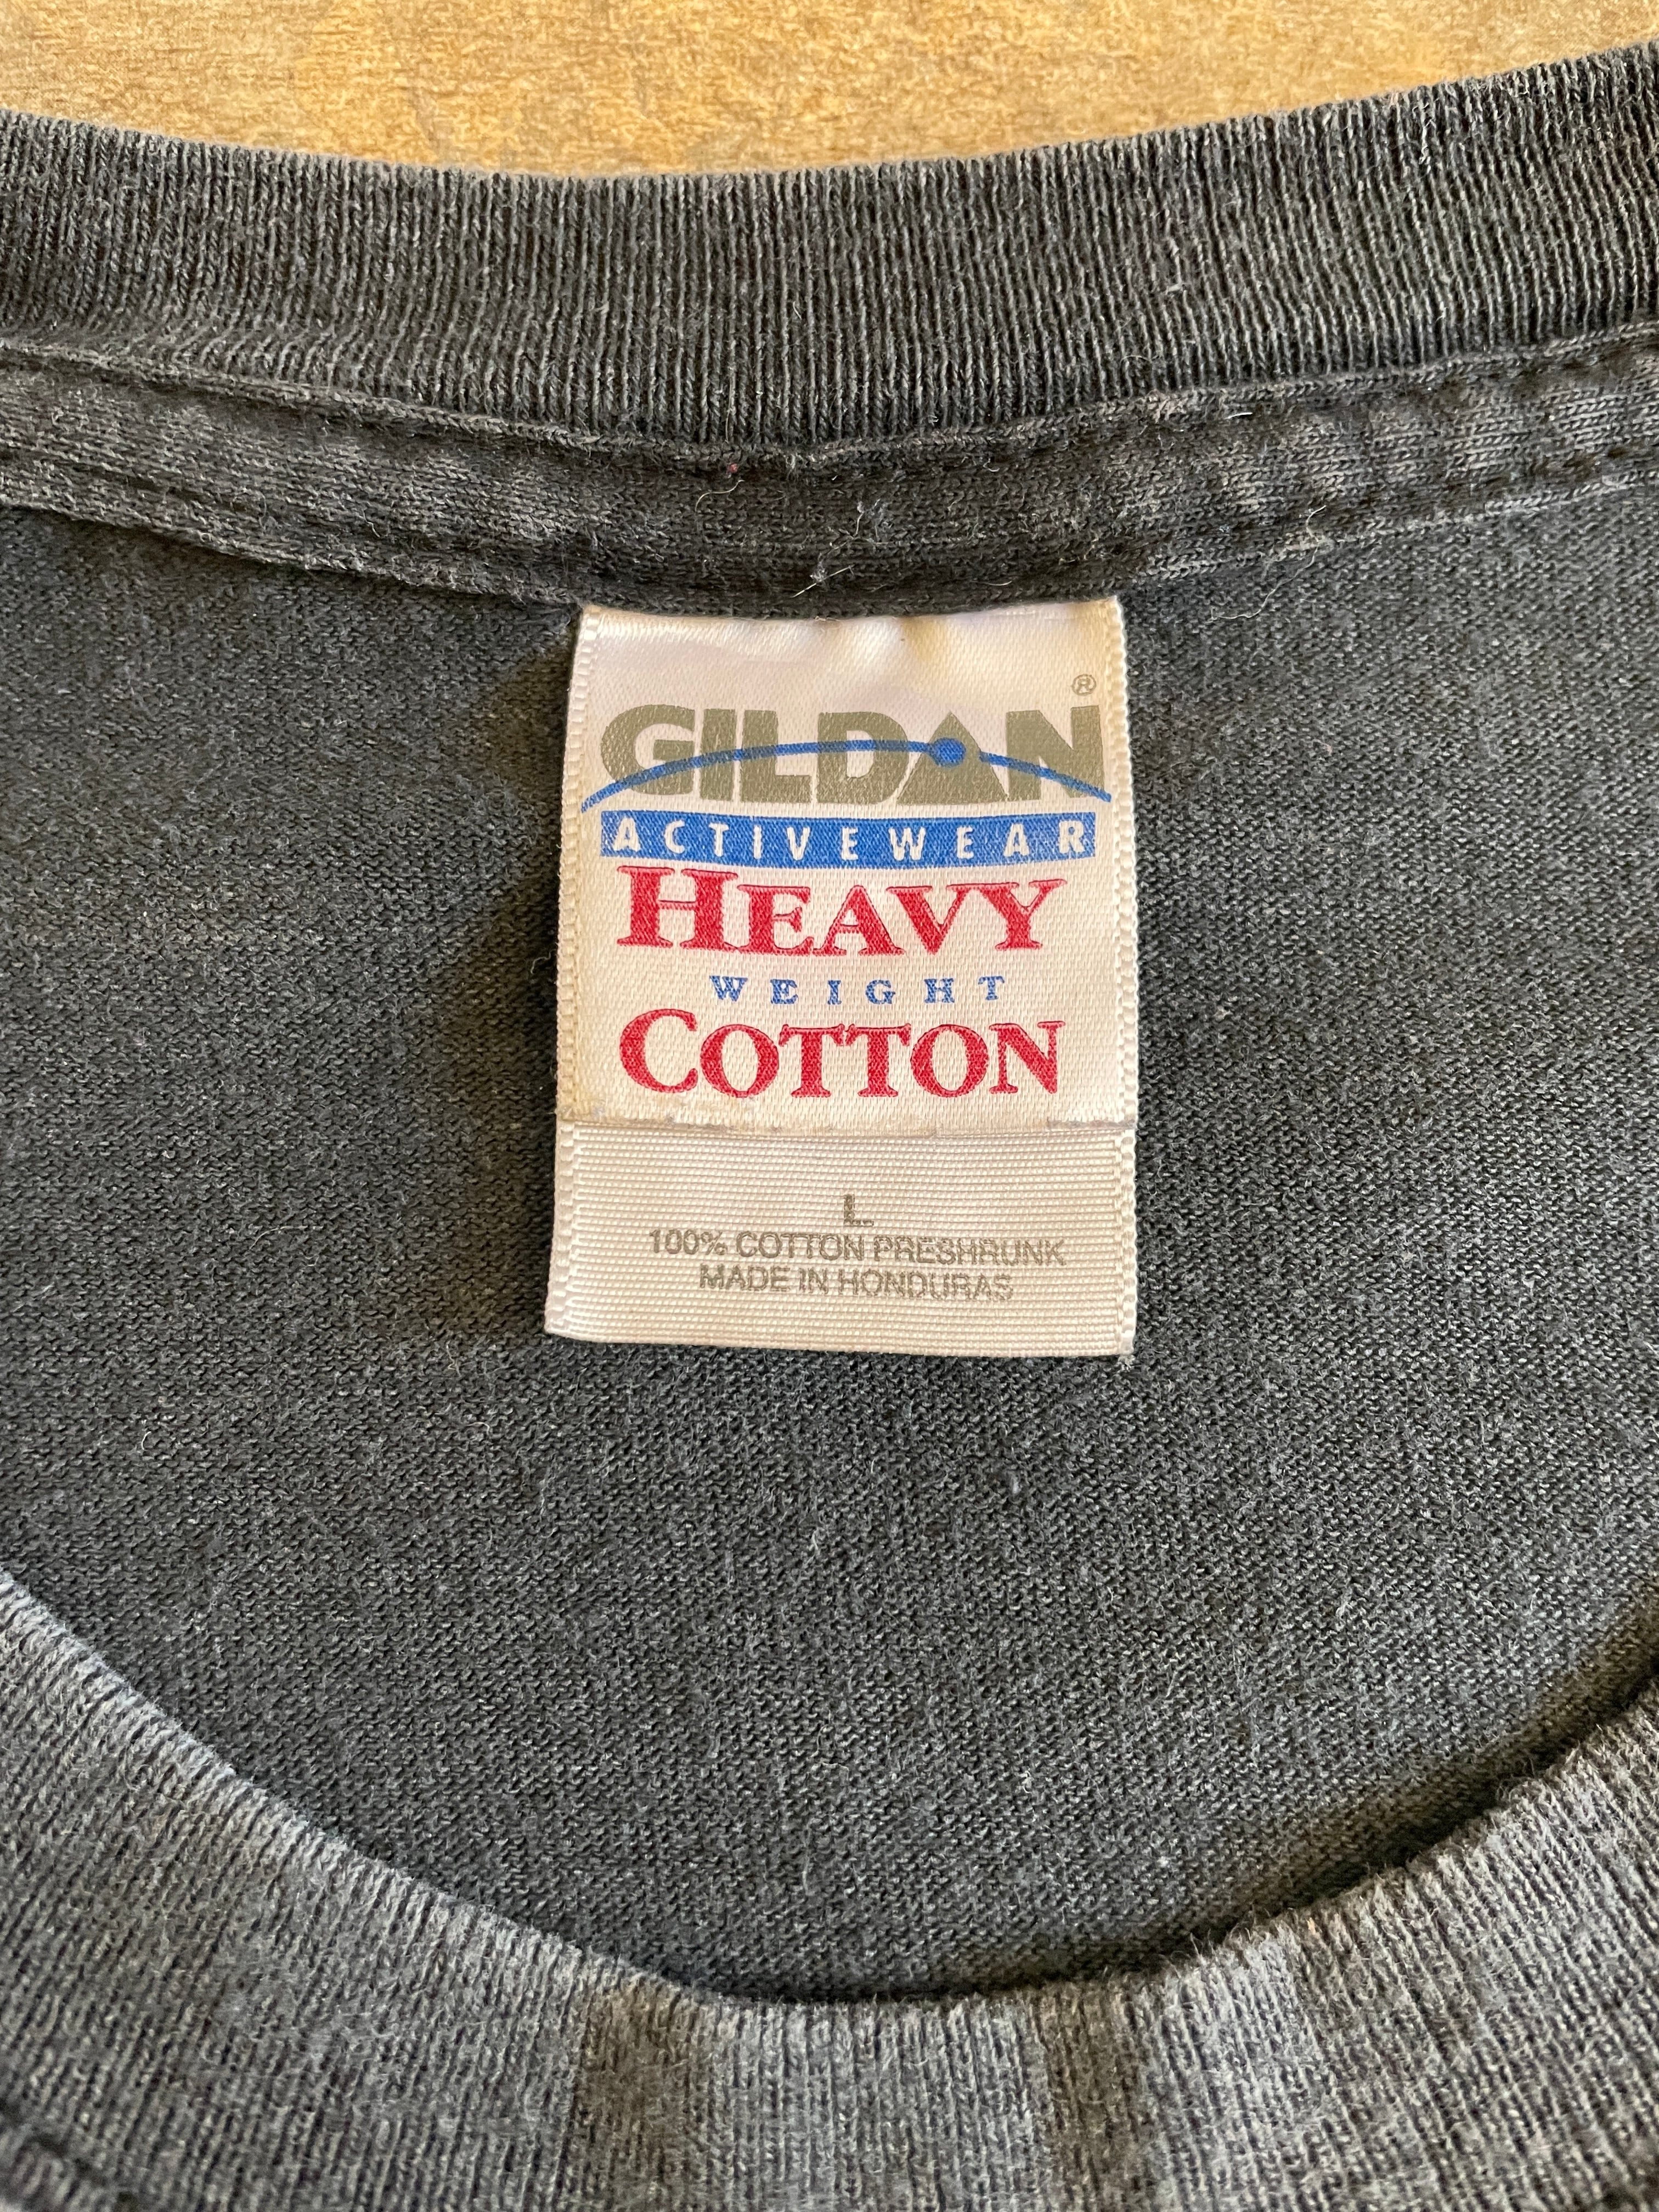 GILDAN®
ACTIVEWEAR
HEAVY
WEIGHT
COTTON
L
100% COTTON PRESHRUNK
MADE IN HONDURAS